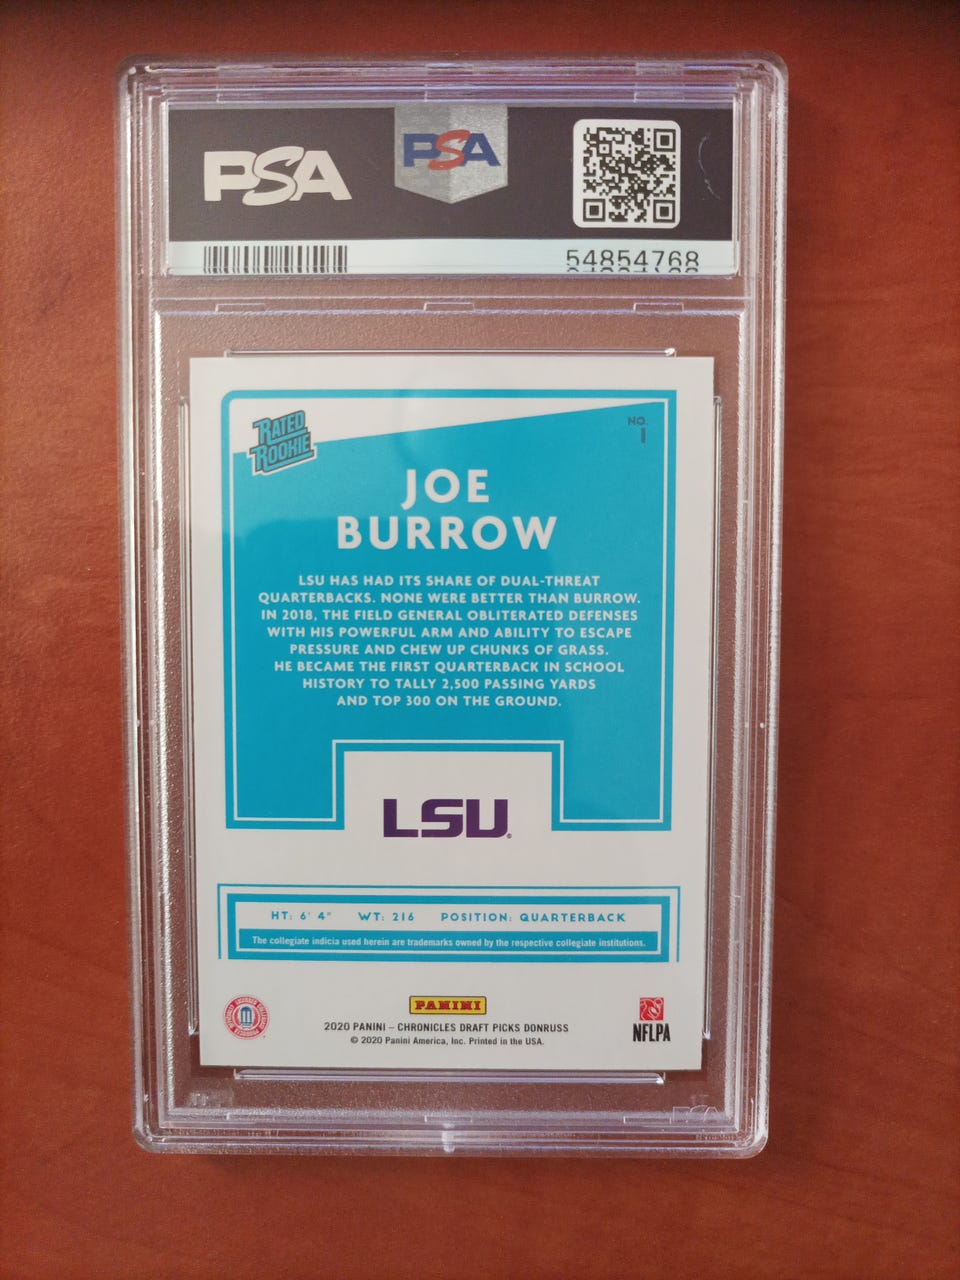 PSA
PSA
54854768
RATED
ROOKIE
NO.
1
JOE
BURROW
LSU HAS HAD ITS SHARE OF DUAL-THREAT
QUARTERBACKS. NONE WERE BETTER THAN BURROW.
IN 2018, THE FIELD GENERAL OBLITERATED DEFENSES
WITH HIS POWERFUL ARM AND ABILITY TO ESCAPE
PRESSURE AND CHEW UP CHUNKS OF GRASS.
HE BECAME THE FIRST QUARTERBACK IN SCHOOL
HISTORY TO TALLY 2,500 PASSING YARDS
AND TOP 300 ON THE GROUND.
LSU®
HT: 6' 4" WT: 216 POSITION: QUARTERBACK
The collegiate indicia used herein are trademarks owned by the respective collegiate institutions.
PANINI
2020 PANINI – CHRONICLES DRAFT PICKS DONRUSS
© 2020 Panini America, Inc. Printed in the USA.
NFLPA
PSA